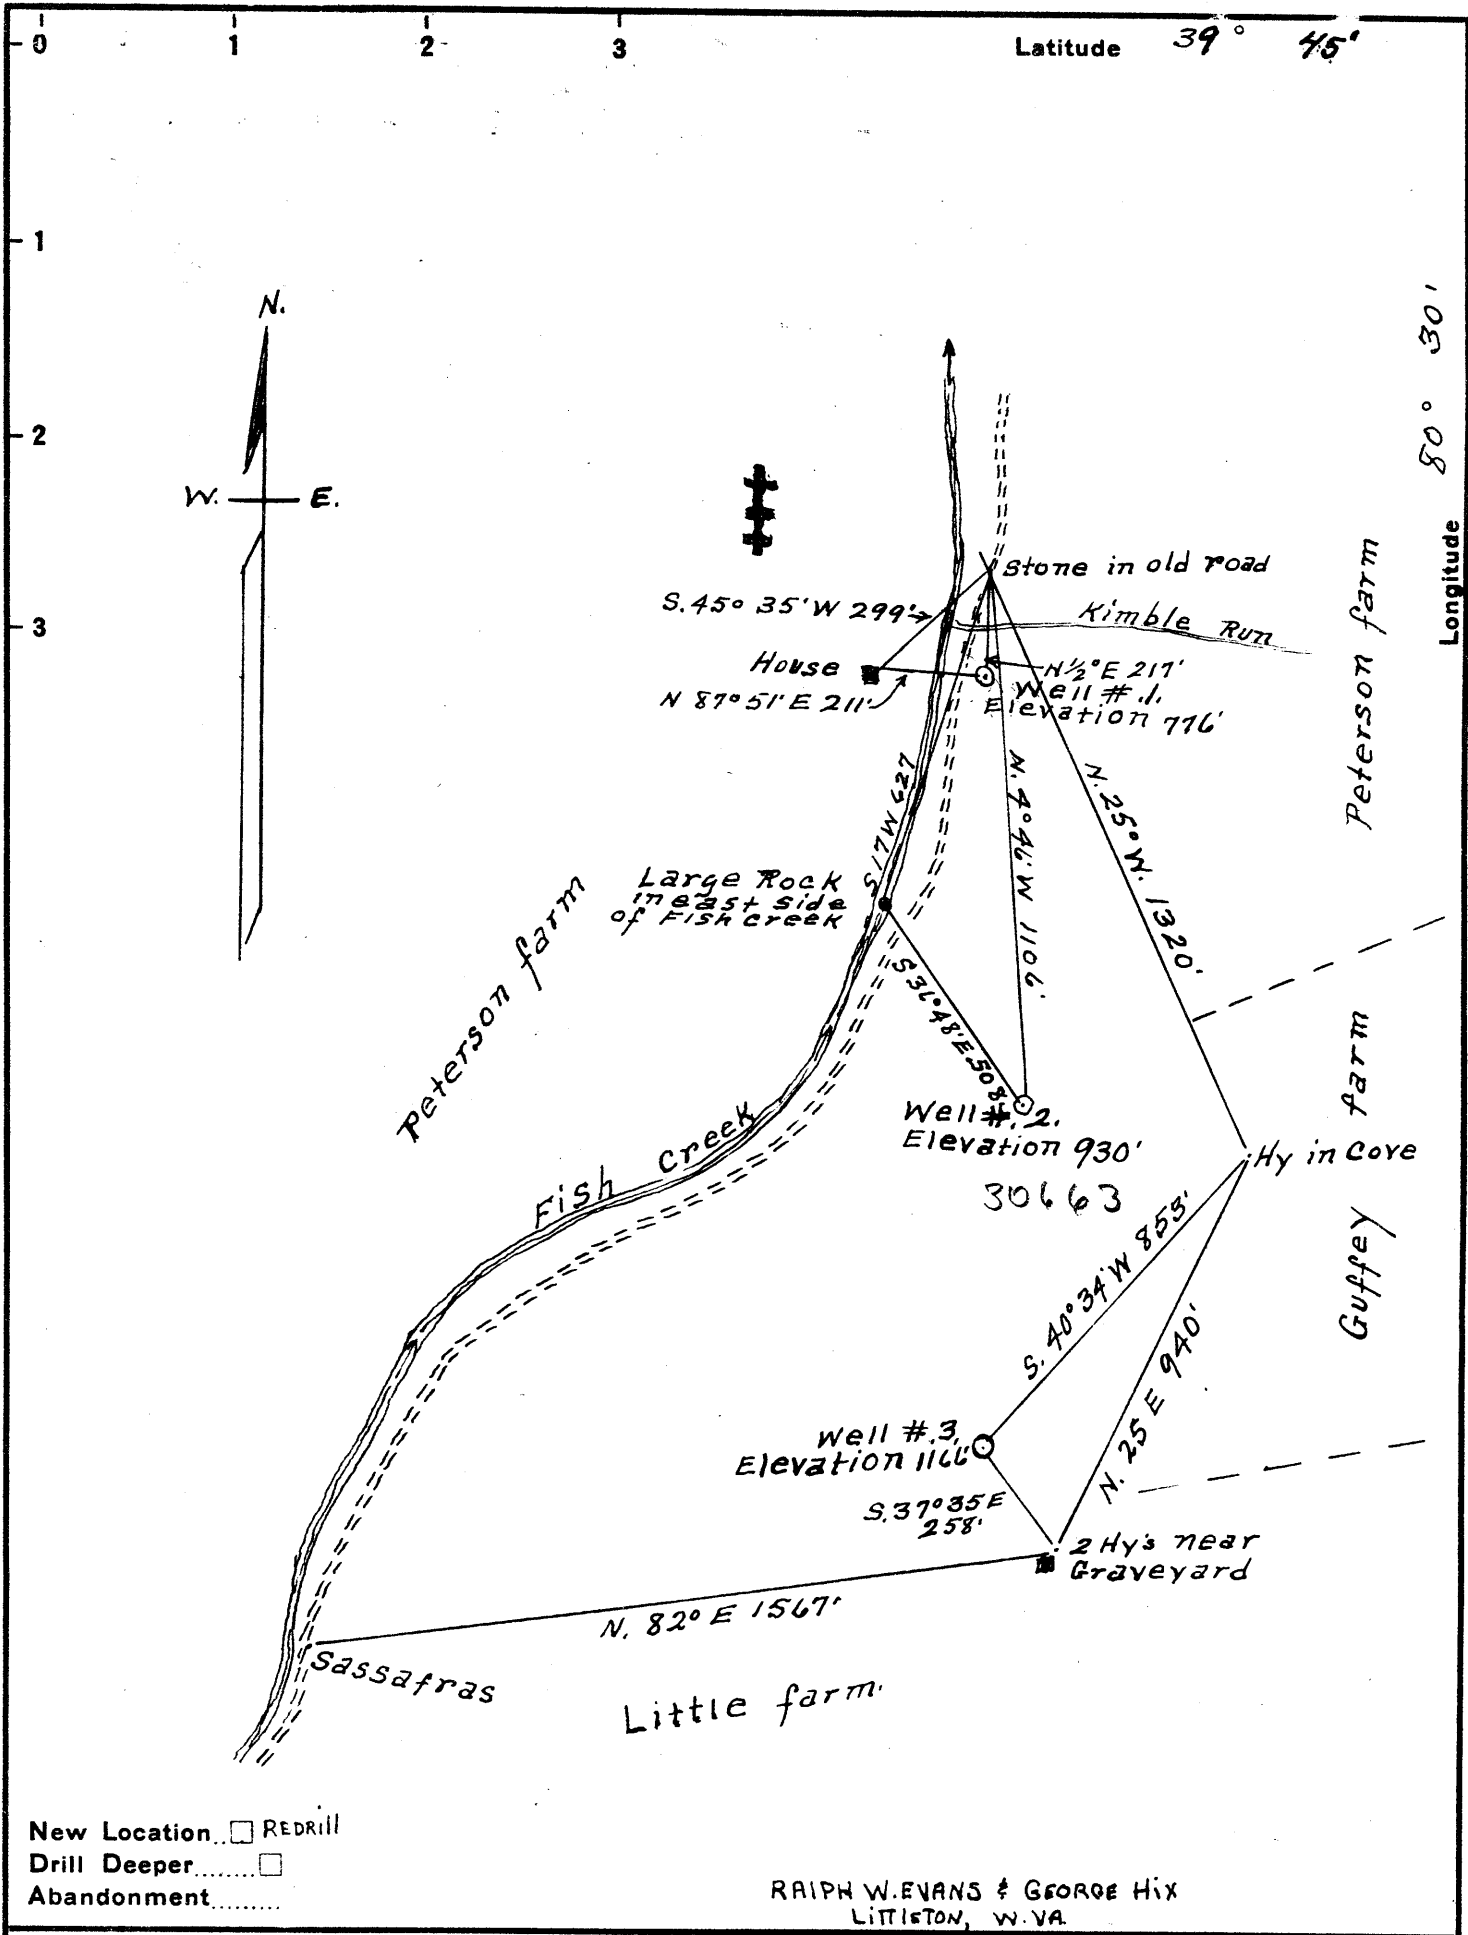 0 1 2 3 Latitude 39° 45'
1
2
3
80° 30'
Longitude
N.
W. E.
Stone in old road
S. 45° 35' W 299'
Kimble Run
House
N 87° 51' E 211'
N ½° E 217'
Well #.1.
Elevation 776'
Peterson farm
S 17 W 627
N. 4° 46' W 1106'
N. 25° W. 1320'
Large Rock
in east side
of Fish creek
Peterson farm
S 36° 48' E 508
Well #.2.
Elevation 930'
30663
Fish Creek
Hy in Cove
Guffey farm
S. 40° 34' W 853'
N. 25 E 940'
Well #.3.
Elevation 1166'
S. 37° 35 E
258'
2 Hy's near
Graveyard
N. 82° E 1567'
Sassafras
Little farm.
New Location.. REDRill
Drill Deeper........
Abandonment.........
RAlPH W. EVANS & GEORGE HiX
LiTTlETON, W. VA.